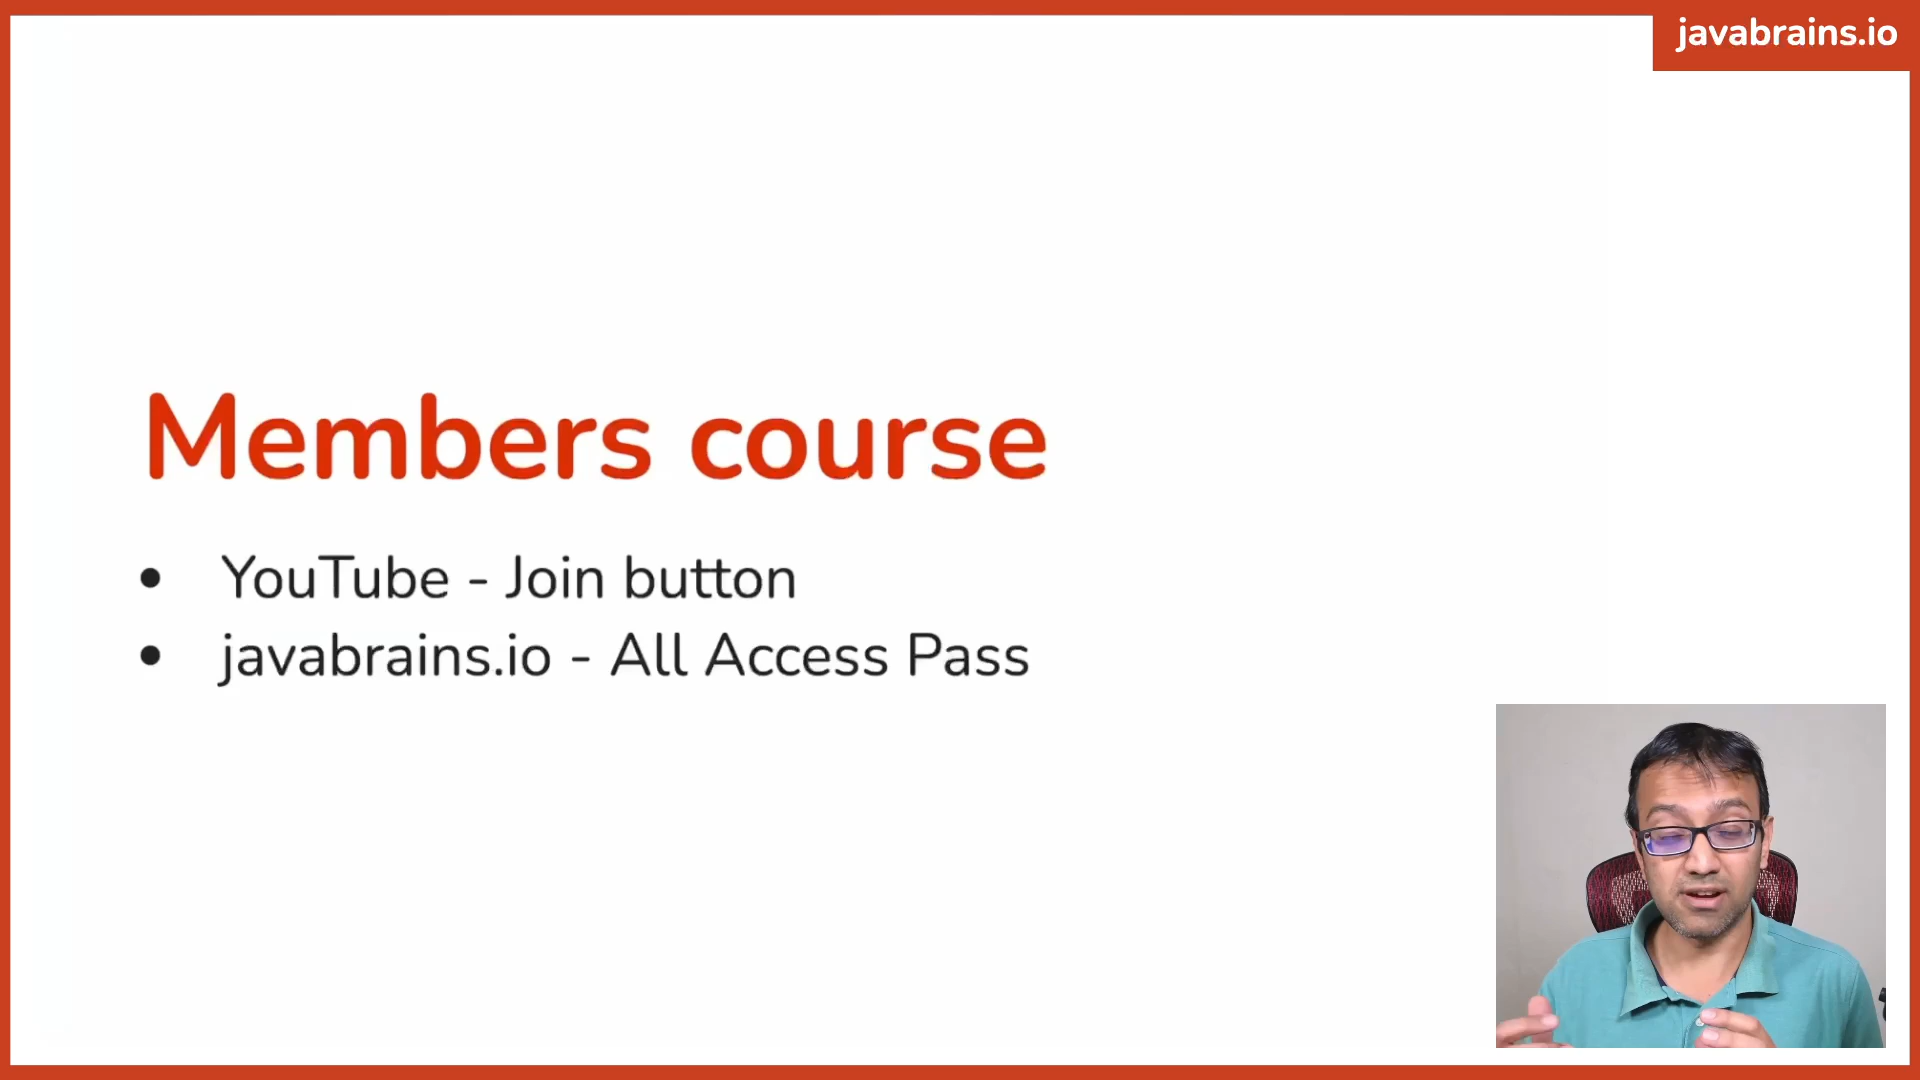 javabrains.io
Members course
• YouTube - Join button
• javabrains.io - All Access Pass